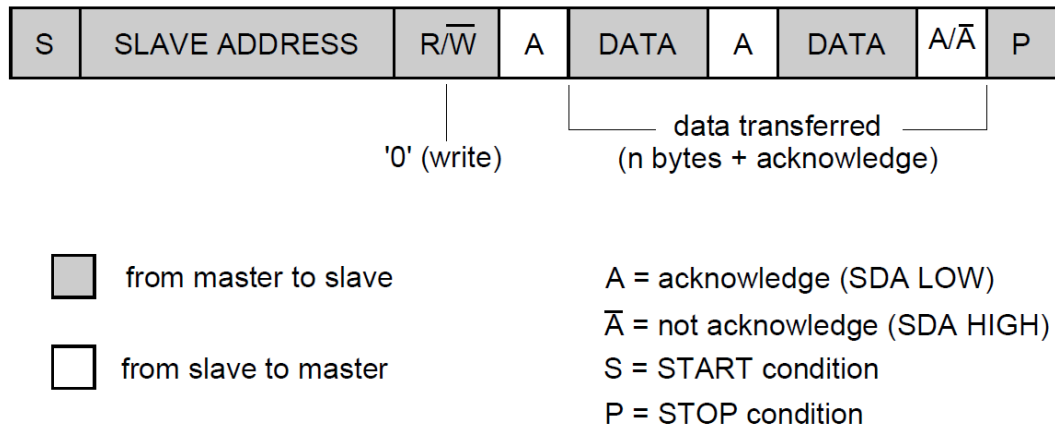 S SLAVE ADDRESS R/W̅ A DATA A DATA A/A̅ P
'0' (write)
data transferred
(n bytes + acknowledge)
from master to slave
from slave to master
A = acknowledge (SDA LOW)
A̅ = not acknowledge (SDA HIGH)
S = START condition
P = STOP condition